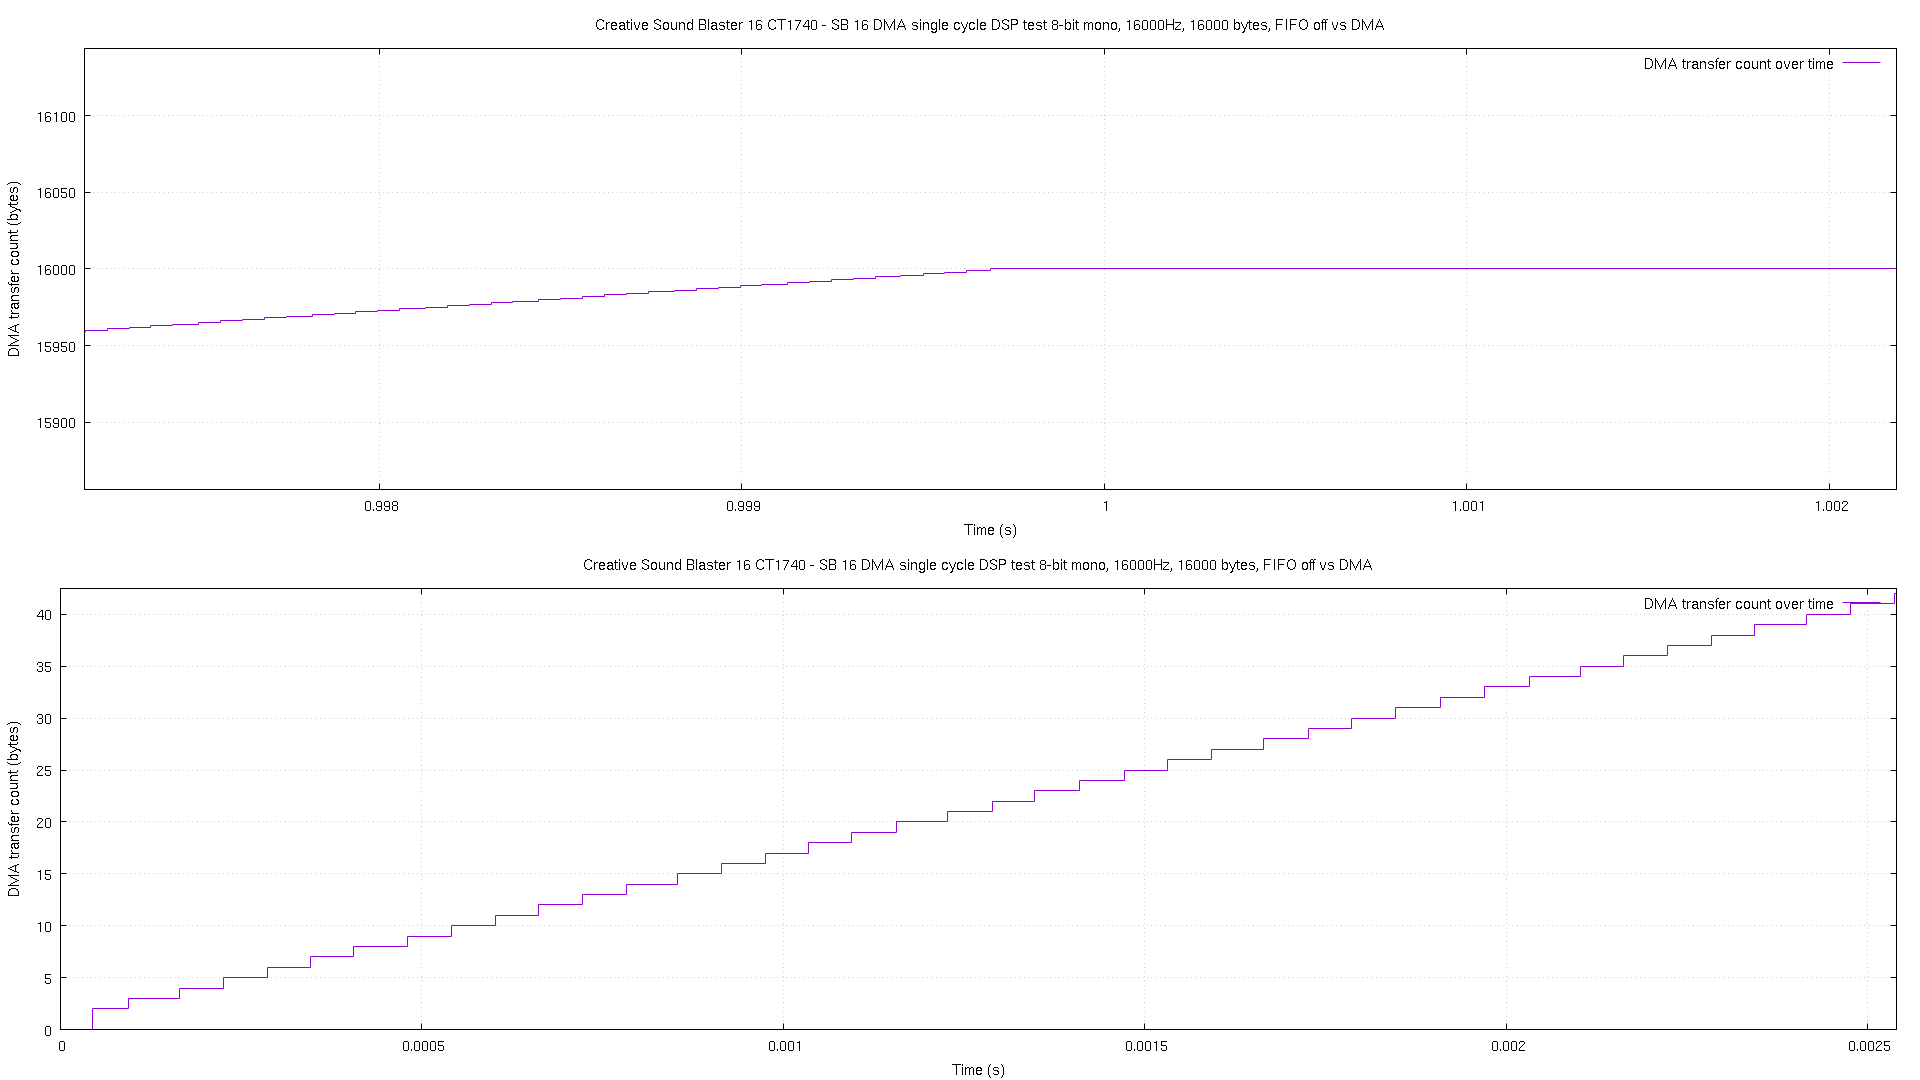 Creative Sound Blaster 16 CT1740 - SB 16 DMA single cycle DSP test 8-bit mono, 16000Hz, 16000 bytes, FIFO off vs DMA
DMA transfer count over time
16100
16050
16000
15950
15900
DMA transfer count (bytes)
0.998 0.999 1 1.001 1.002
Time (s)
Creative Sound Blaster 16 CT1740 - SB 16 DMA single cycle DSP test 8-bit mono, 16000Hz, 16000 bytes, FIFO off vs DMA
DMA transfer count over time
40
35
30
25
20
15
10
5
0
DMA transfer count (bytes)
0 0.0005 0.001 0.0015 0.002 0.0025
Time (s)